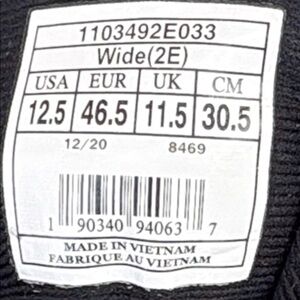 1103492E033
Wide(2E)
USA EUR UK CM
12.5 46.5 11.5 30.5
12/20 8469
1 90340 94063 7
MADE IN VIETNAM
FABRIQUE AU VIETNAM